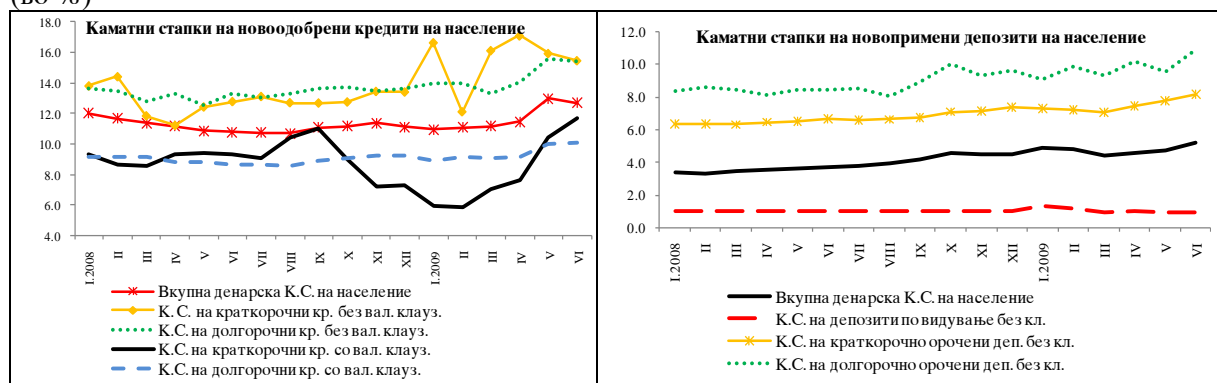 (во %)
Каматни стапки на новоодобрени кредити на население
18.0
16.0
14.0
12.0
10.0
8.0
6.0
4.0
I.2008 II III IV V VI VII VIII IX X XI XII I.2009 II III IV V VI
Вкупна денарска К.С. на население
К. С. на краткорочни кр. без вал. клауз.
К.С. на долгорочни кр. без вал. клауз.
К.С. на краткорочни кр. со вал. клауз.
К.С. на долгорочни кр. со вал. клауз.
Каматни стапки на новопримени депозити на население
12.0
10.0
8.0
6.0
4.0
2.0
0.0
I.2008 II III IV V VI VII VIII IX X XI XII I.2009 II III IV V VI
Вкупна денарска К.С. на население
К.С. на депозити по видување без кл.
К.С. на краткорочно орочени деп. без кл.
К.С. на долгорочно орочени деп. без кл.